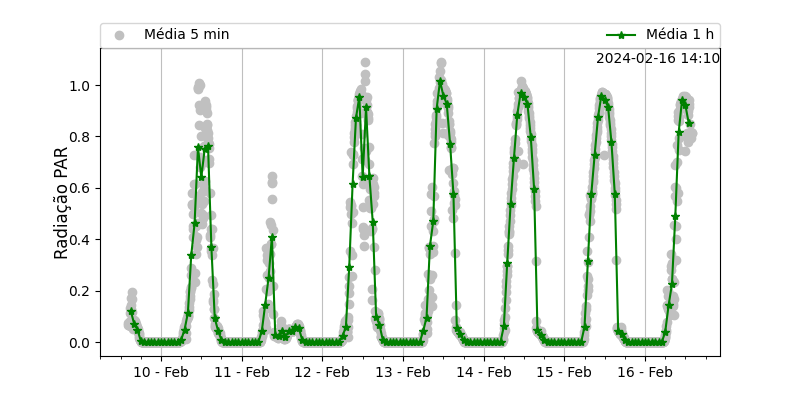 Média 5 min
Média 1 h
2024-02-16 14:10
Radiação PAR
1.0
0.8
0.6
0.4
0.2
0.0
10 - Feb
11 - Feb
12 - Feb
13 - Feb
14 - Feb
15 - Feb
16 - Feb